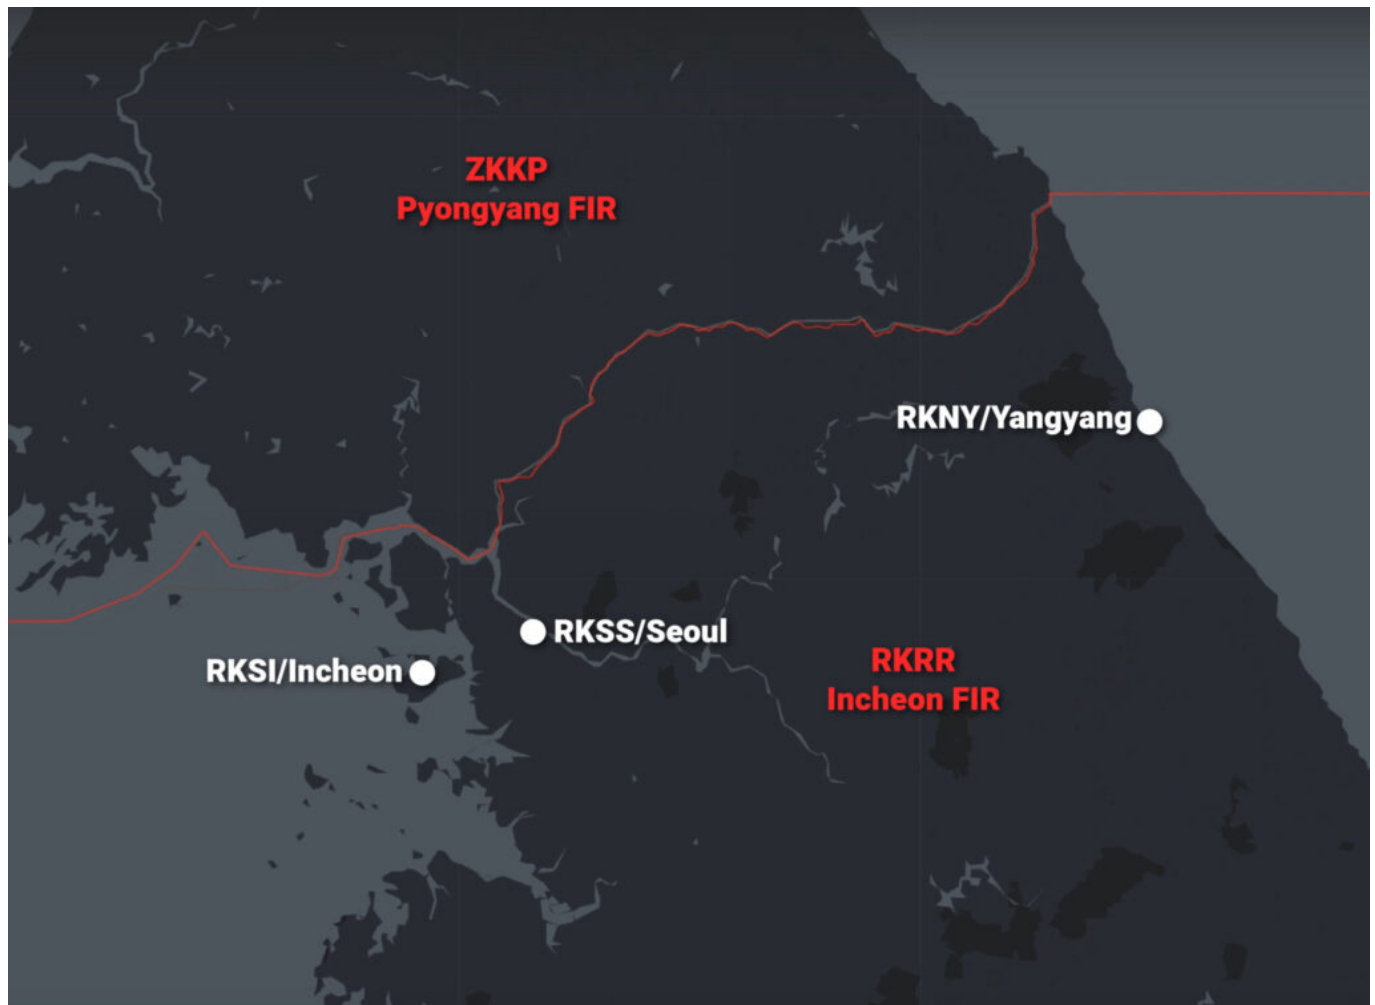 ZKKP
Pyongyang FIR
RKNY/Yangyang
RKSS/Seoul
RKSI/Incheon
RKRR
Incheon FIR